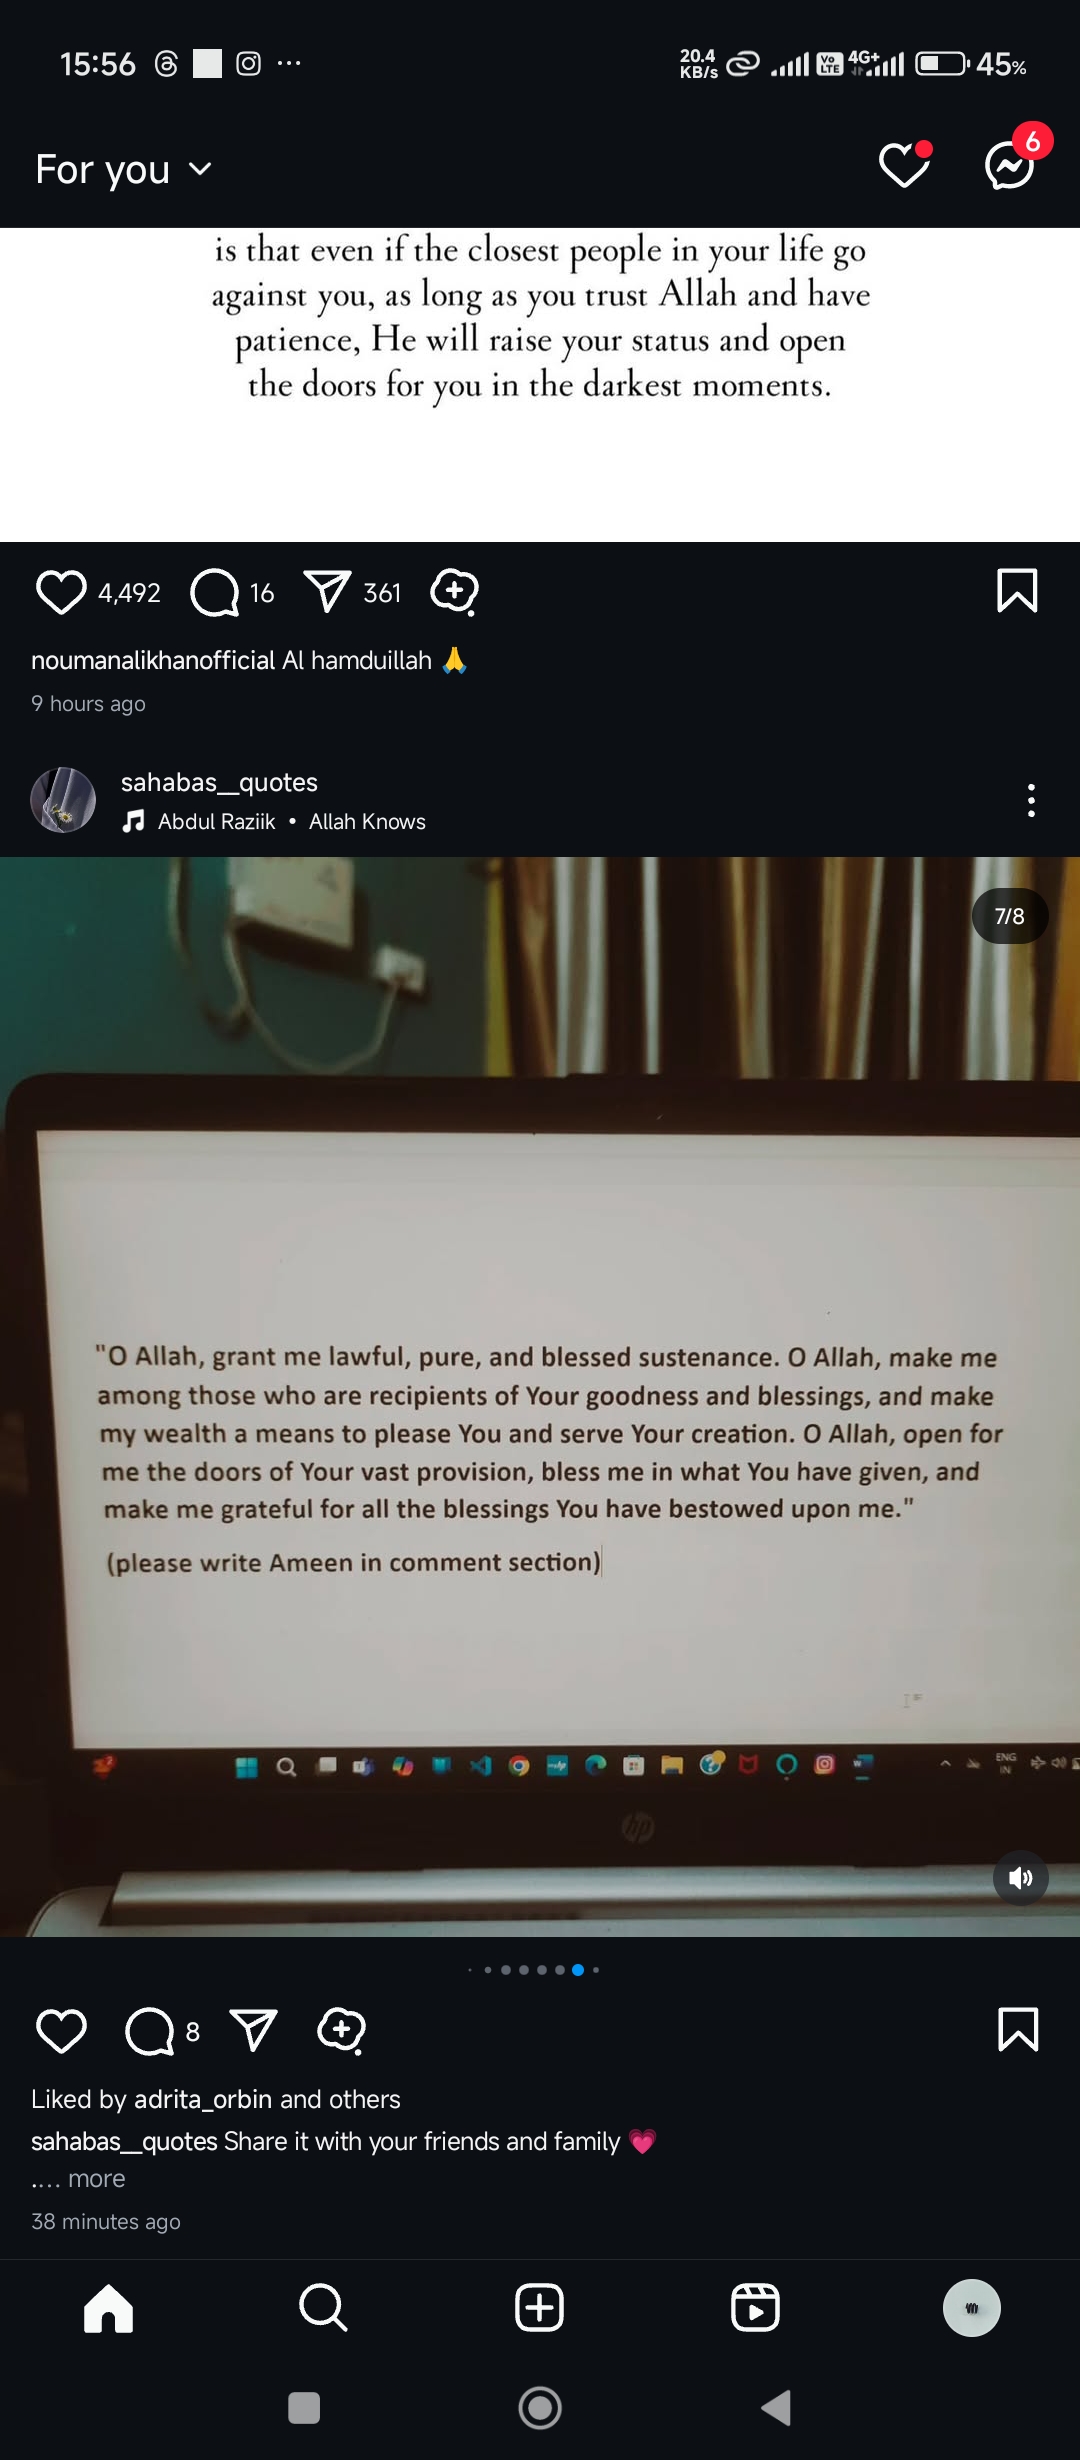 15:56
20.4 KB/s
Vo LTE
4G+
45%
For you
6
is that even if the closest people in your life go
against you, as long as you trust Allah and have
patience, He will raise your status and open
the doors for you in the darkest moments.
4,492 16 361
noumanalikhanofficial Al hamduillah 🙏
9 hours ago
sahabas__quotes
Abdul Raziik • Allah Knows
7/8
"O Allah, grant me lawful, pure, and blessed sustenance. O Allah, make me
among those who are recipients of Your goodness and blessings, and make
my wealth a means to please You and serve Your creation. O Allah, open for
me the doors of Your vast provision, bless me in what You have given, and
make me grateful for all the blessings You have bestowed upon me."
(please write Ameen in comment section)
2
ENG
IN
hp
8
Liked by adrita_orbin and others
sahabas__quotes Share it with your friends and family 💗
.... more
38 minutes ago